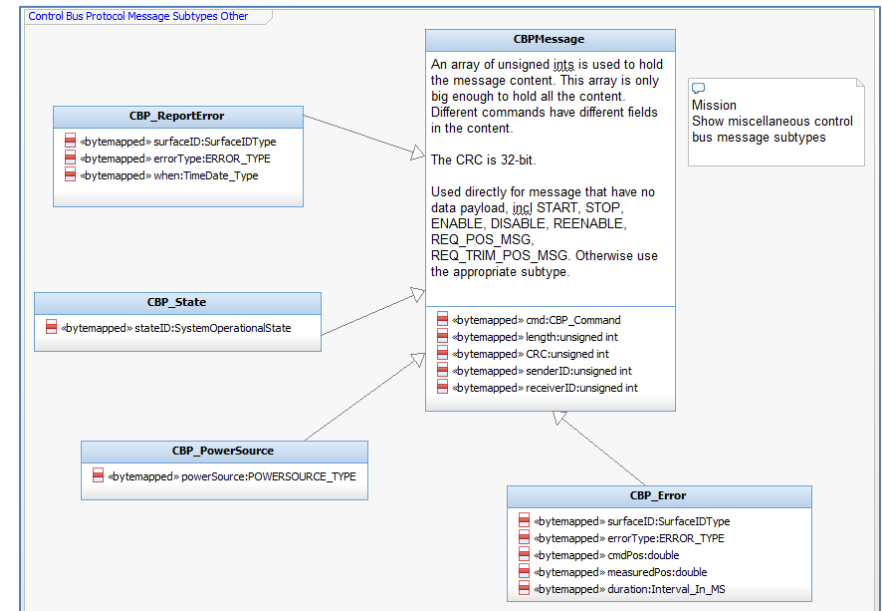 Control Bus Protocol Message Subtypes Other
CBPMessage
An array of unsigned ints is used to hold
the message content. This array is only
big enough to hold all the content.
Different commands have different fields
in the content.
The CRC is 32-bit.
Used directly for message that have no
data payload, incl START, STOP,
ENABLE, DISABLE, REENABLE,
REQ_POS_MSG,
REQ_TRIM_POS_MSG. Otherwise use
the appropriate subtype.
«bytemapped» cmd:CBP_Command
«bytemapped» length:unsigned int
«bytemapped» CRC:unsigned int
«bytemapped» senderID:unsigned int
«bytemapped» receiverID:unsigned int
Mission
Show miscellaneous control
bus message subtypes
CBP_ReportError
«bytemapped» surfaceID:SurfaceIDType
«bytemapped» errorType:ERROR_TYPE
«bytemapped» when:TimeDate_Type
CBP_State
«bytemapped» stateID:SystemOperationalState
CBP_PowerSource
«bytemapped» powerSource:POWERSOURCE_TYPE
CBP_Error
«bytemapped» surfaceID:SurfaceIDType
«bytemapped» errorType:ERROR_TYPE
«bytemapped» cmdPos:double
«bytemapped» measuredPos:double
«bytemapped» duration:Interval_In_MS